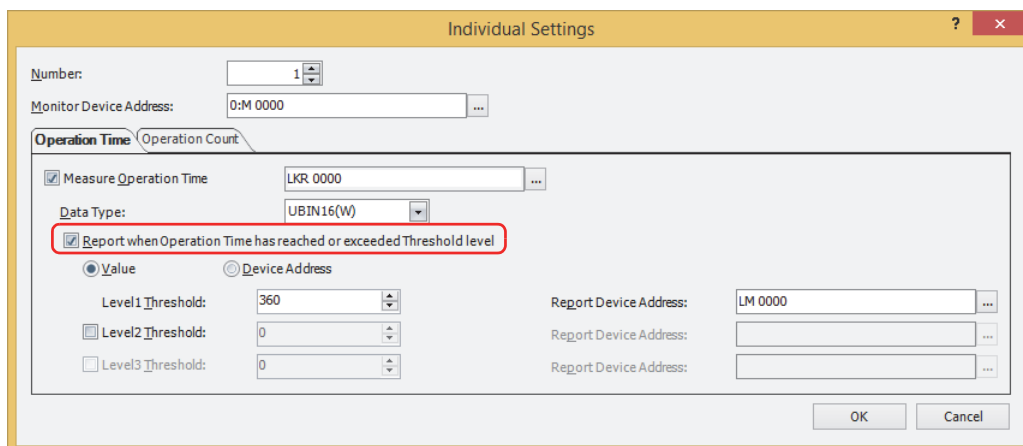 Individual Settings ? ×
Number: 1
Monitor Device Address: 0:M 0000 ...
Operation Time Operation Count
Measure Operation Time LKR 0000 ...
Data Type: UBIN16(W)
Report when Operation Time has reached or exceeded Threshold level
Value Device Address
Level1 Threshold: 360 Report Device Address: LM 0000 ...
Level2 Threshold: 0 Report Device Address: ...
Level3 Threshold: 0 Report Device Address: ...
OK Cancel